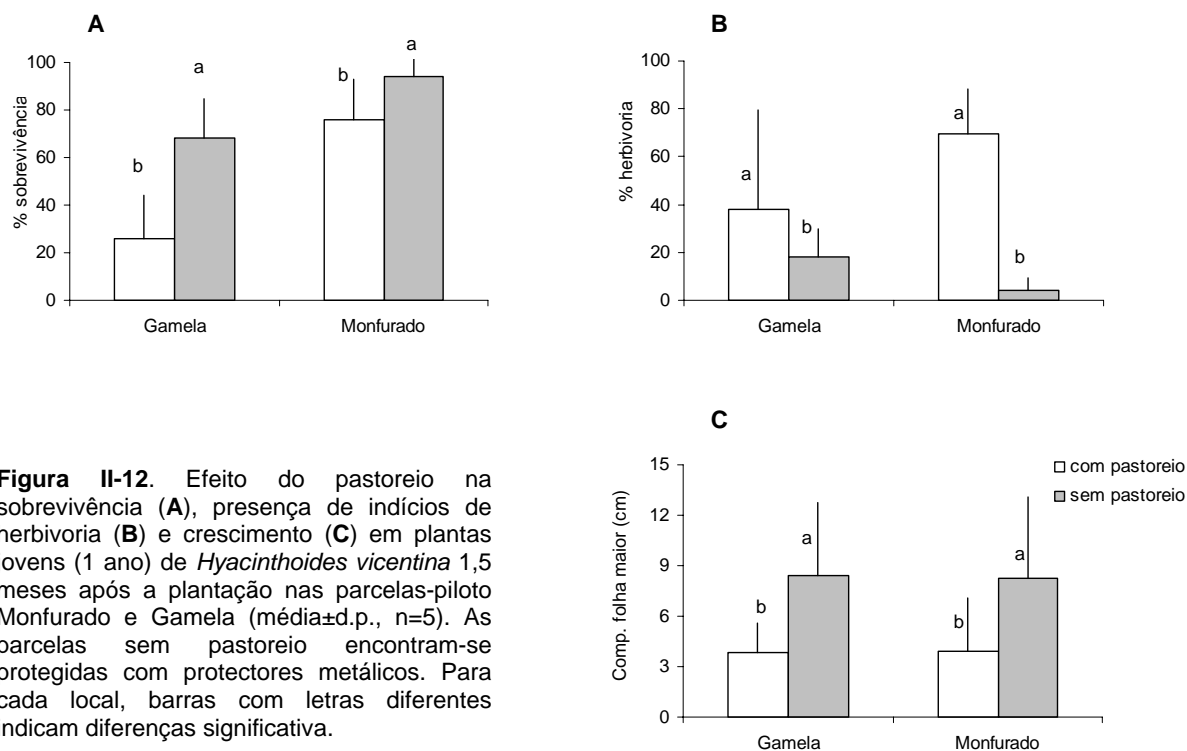 A
% sobrevivência
100
80
60
40
20
0
b
a
b
a
Gamela
Monfurado
B
% herbivoria
100
80
60
40
20
0
a
b
a
b
Gamela
Monfurado
C
Comp. folha maior (cm)
15
12
9
6
3
0
b
a
b
a
Gamela
Monfurado
com pastoreio
sem pastoreio
Figura II-12. Efeito do pastoreio na
sobrevivência (A), presença de indícios de
herbivoria (B) e crescimento (C) em plantas
jovens (1 ano) de Hyacinthoides vicentina 1,5
meses após a plantação nas parcelas-piloto
Monfurado e Gamela (média±d.p., n=5). As
parcelas sem pastoreio encontram-se
protegidas com protectores metálicos. Para
cada local, barras com letras diferentes
indicam diferenças significativa.